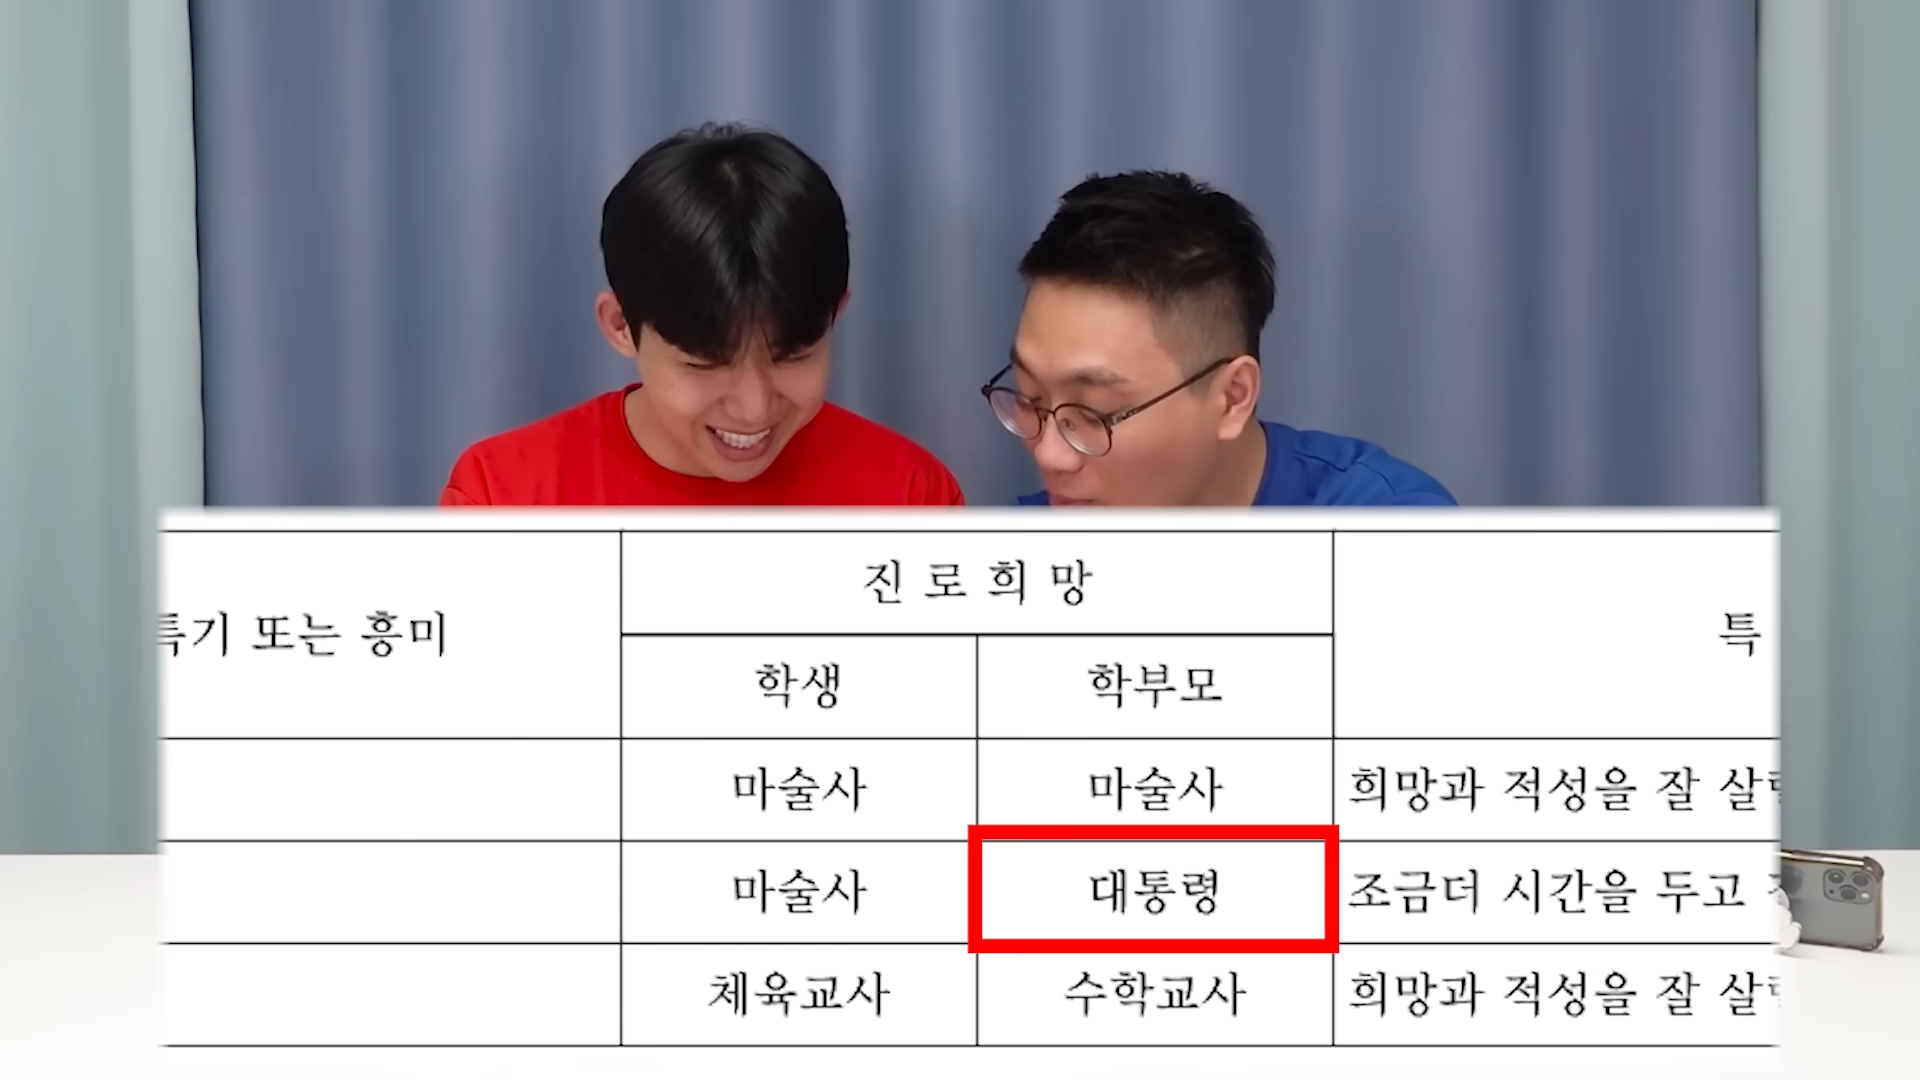 특기 또는 흥미
진 로 희 망
특
학생
학부모
마술사
마술사
희망과 적성을 잘
마술사
대통령
조금더 시간을 두고
체육교사
수학교사
희망과 적성을 잘